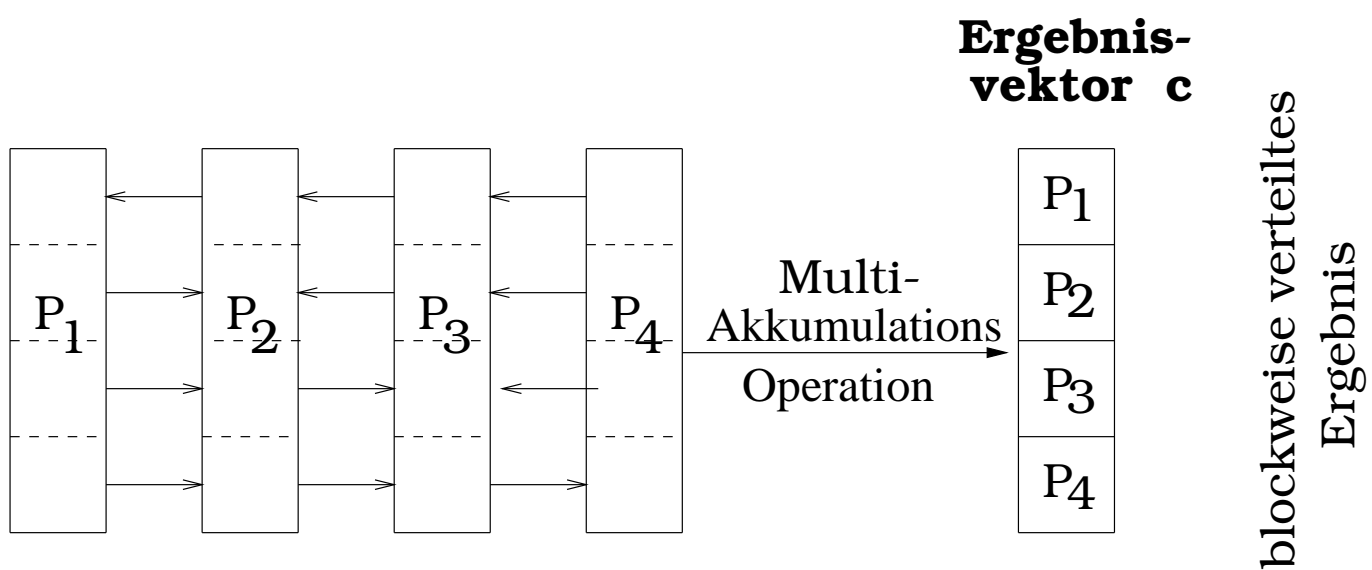 Ergebnis-
vektor c
P1
P2
P3
P4
Multi-
Akkumulations
Operation
P1
P2
P3
P4
blockweise verteiltes
Ergebnis